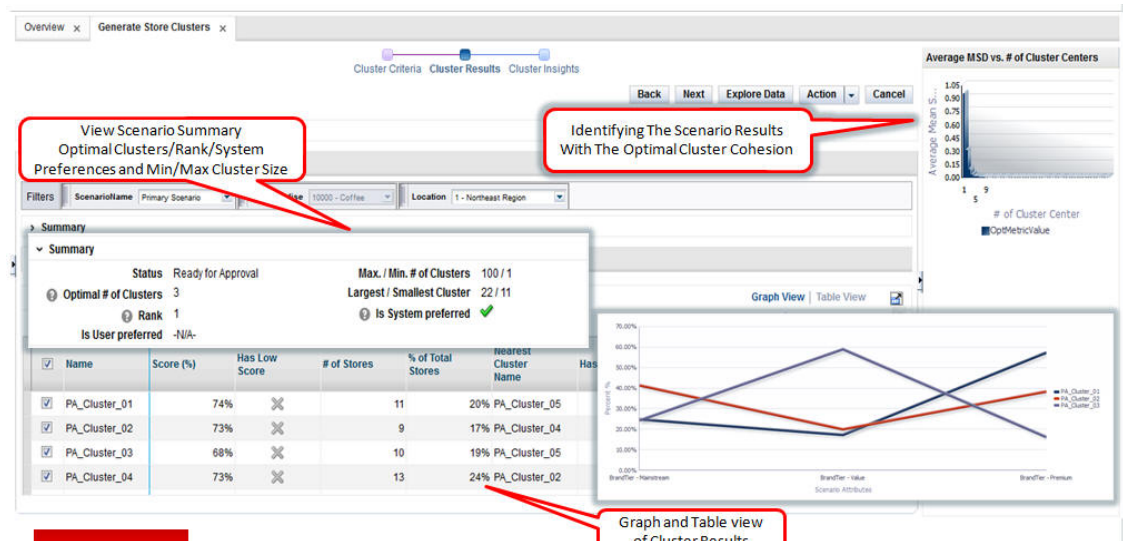 Overview x Generate Store Clusters x
Cluster Criteria Cluster Results Cluster Insights
Back Next Explore Data Action Cancel
View Scenario Summary
Optimal Clusters/Rank/System
Preferences and Min/Max Cluster Size
Identifying The Scenario Results
With The Optimal Cluster Cohesion
Average MSD vs. # of Cluster Centers
Average Mean S...
1.05
0.90
0.75
0.60
0.45
0.30
0.15
0.00
1 9
5
# of Cluster Center
OptMetricValue
Filters ScenarioName Primary Scenario 10000 - Coffee Location 1 - Northeast Region
Summary
Summary
Status Ready for Approval Max. / Min. # of Clusters 100 / 1
Optimal # of Clusters 3 Largest / Smallest Cluster 22 / 11
Rank 1 Is System preferred
Is User preferred -N/A-
Graph View | Table View
Name Score (%) Has Low Score # of Stores % of Total Stores Nearest Cluster Name Has
PA_Cluster_01 74% 11 20% PA_Cluster_05
PA_Cluster_02 73% 9 17% PA_Cluster_04
PA_Cluster_03 68% 10 19% PA_Cluster_05
PA_Cluster_04 73% 13 24% PA_Cluster_02
70.00%
60.00%
50.00%
40.00%
30.00%
20.00%
10.00%
0.00%
Percent %
BrandTier - Mainstream BrandTier - Value BrandTier - Premium
Scenario Attributes
PA_Cluster_01
PA_Cluster_02
PA_Cluster_03
Graph and Table view
of Cluster Results